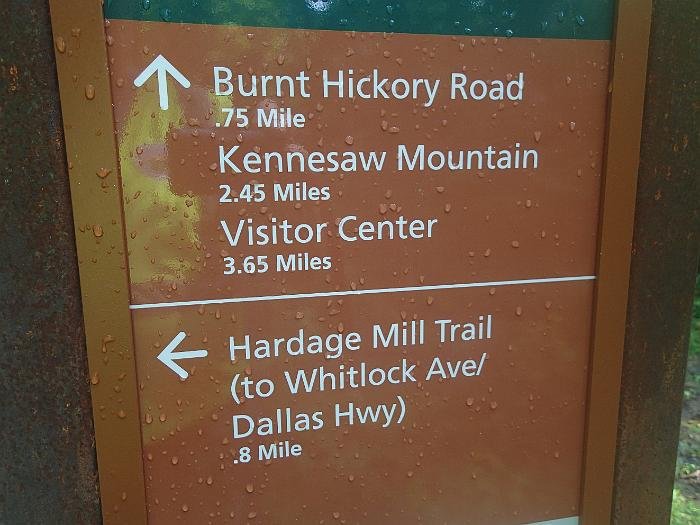 Burnt Hickory Road
.75 Mile
Kennesaw Mountain
2.45 Miles
Visitor Center
3.65 Miles
Hardage Mill Trail
(to Whitlock Ave/
Dallas Hwy)
.8 Mile